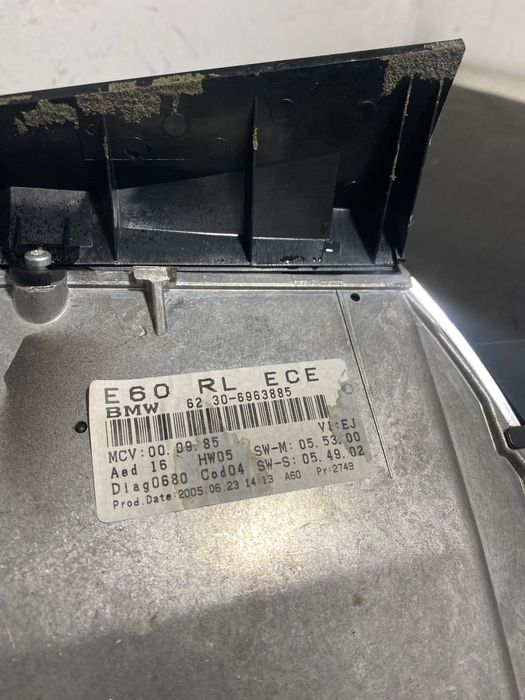 E60 RL ECE
BMW 62 30-6963885
MCV:00.09.85 V1:EJ
Aed 16 HW05 SW-M: 05.53.00
Diag0680 Cod04 SW-S: 05.49.02
Prod.Date:2005.06.23 14:13 A60 Pr:2749